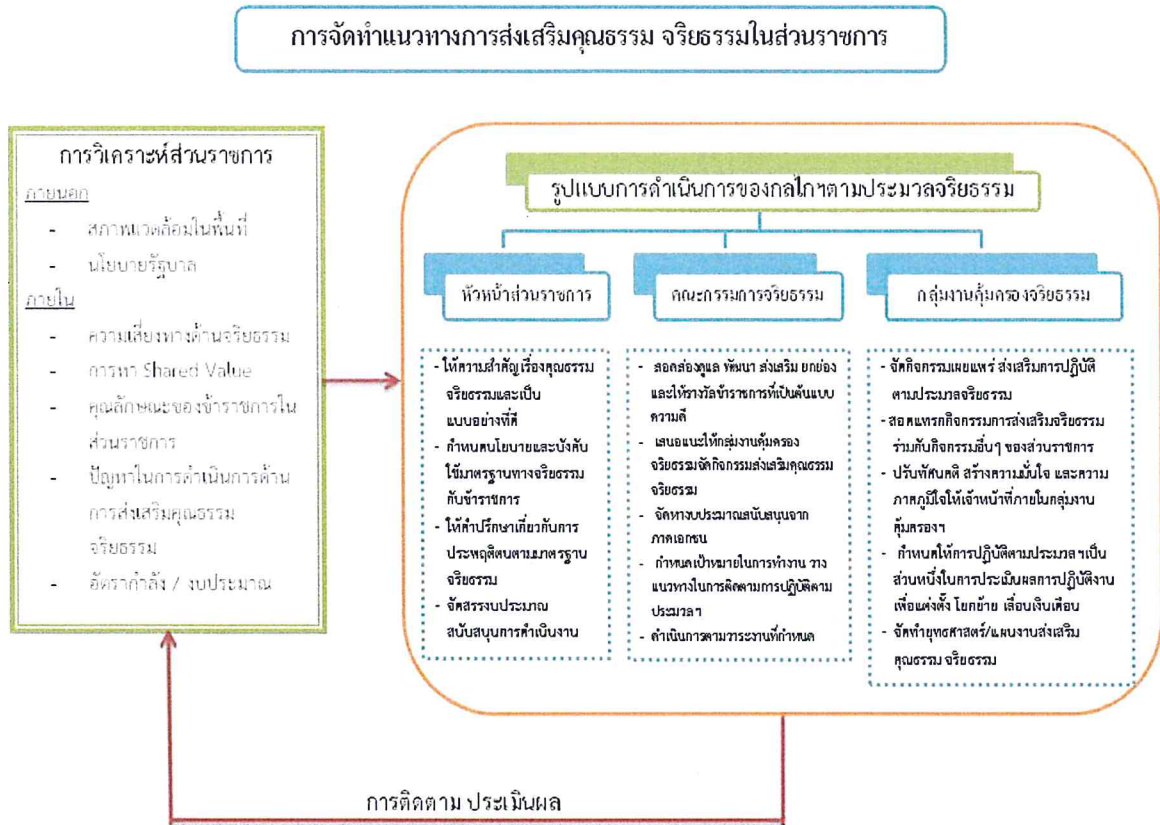 การจัดทำแนวทางการส่งเสริมคุณธรรม จริยธรรมในส่วนราชการ
การวิเคราะห์ส่วนราชการ
ภายนอก
- สภาพแวดล้อมในพื้นที่
- นโยบายรัฐบาล
ภายใน
- ความเสี่ยงทางด้านจริยธรรม
- การหา Shared Value
- คุณลักษณะของข้าราชการใน
ส่วนราชการ
- ปัญหาในการดำเนินการด้าน
การส่งเสริมคุณธรรม
จริยธรรม
- อัตรากำลัง / งบประมาณ
รูปแบบการดำเนินการของกลไกฯตามประมวลจริยธรรม
หัวหน้าส่วนราชการ
- ให้ความสำคัญเรื่องคุณธรรม
จริยธรรมและเป็น
แบบอย่างที่ดี
- กำหนดนโยบายและบังคับ
ใช้มาตรฐานทางจริยธรรม
กับข้าราชการ
- ให้คำปรึกษาเกี่ยวกับการ
ประพฤติตนตามมาตรฐาน
จริยธรรม
- จัดสรรงบประมาณ
สนับสนุนการดำเนินงาน
คณะกรรมการจริยธรรม
- สอดส่องดูแล พัฒนา ส่งเสริม ยกย่อง
และให้รางวัลข้าราชการที่เป็นต้นแบบ
ความดี
- เสนอแนะให้กลุ่มงานคุ้มครอง
จริยธรรมจัดกิจกรรมส่งเสริมคุณธรรม
จริยธรรม
- จัดหางบประมาณสนับสนุนจาก
ภาคเอกชน
- กำหนดเป้าหมายในการทำงาน วาง
แนวทางในการติดตามการปฏิบัติตาม
ประมวลฯ
- ดำเนินการตามวาระงานที่กำหนด
กลุ่มงานคุ้มครองจริยธรรม
- จัดกิจกรรมเผยแพร่ ส่งเสริมการปฏิบัติ
ตามประมวลจริยธรรม
- สอดแทรกกิจกรรมการส่งเสริมจริยธรรม
ร่วมกับกิจกรรมอื่นๆ ของส่วนราชการ
- ปรับทัศนคติ สร้างความมั่นใจ และความ
ภาคภูมิใจให้เจ้าหน้าที่ภายในกลุ่มงาน
คุ้มครองฯ
- กำหนดให้การปฏิบัติตามประมวลฯเป็น
ส่วนหนึ่งในการประเมินผลการปฏิบัติงาน
เพื่อแต่งตั้ง โยกย้าย เลื่อนเงินเดือน
- จัดทำยุทธศาสตร์/แผนงานส่งเสริม
คุณธรรม จริยธรรม
การติดตาม ประเมินผล